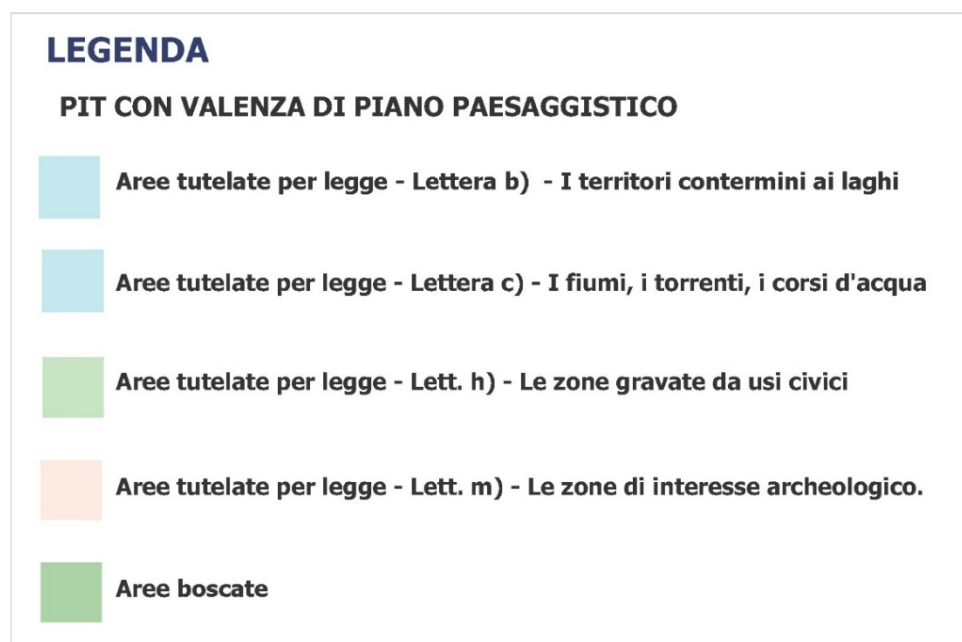 LEGENDA
PIT CON VALENZA DI PIANO PAESAGGISTICO
Aree tutelate per legge - Lettera b)  - I territori contermini ai laghi
Aree tutelate per legge - Lettera c) - I fiumi, i torrenti, i corsi d'acqua
Aree tutelate per legge - Lett. h) - Le zone gravate da usi civici
Aree tutelate per legge - Lett. m) - Le zone di interesse archeologico.
Aree boscate